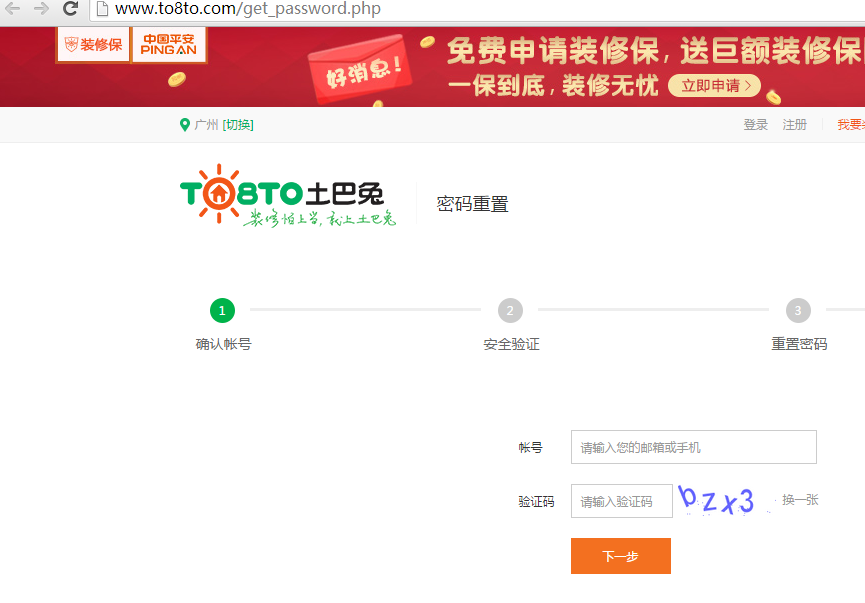 www.to8to.com/get_password.php
装修保
中国平安
PINGAN
好消息!
免费申请装修保,送巨额装修保
一保到底,装修无忧 立即申请 >
广州 [切换]
登录 注册 我要
TO8TO土巴兔
装修怕上当,就上土巴兔
密码重置
1 2 3
确认帐号 安全验证 重置密码
帐号 请输入您的邮箱或手机
验证码 请输入验证码 bzx3 换一张
下一步